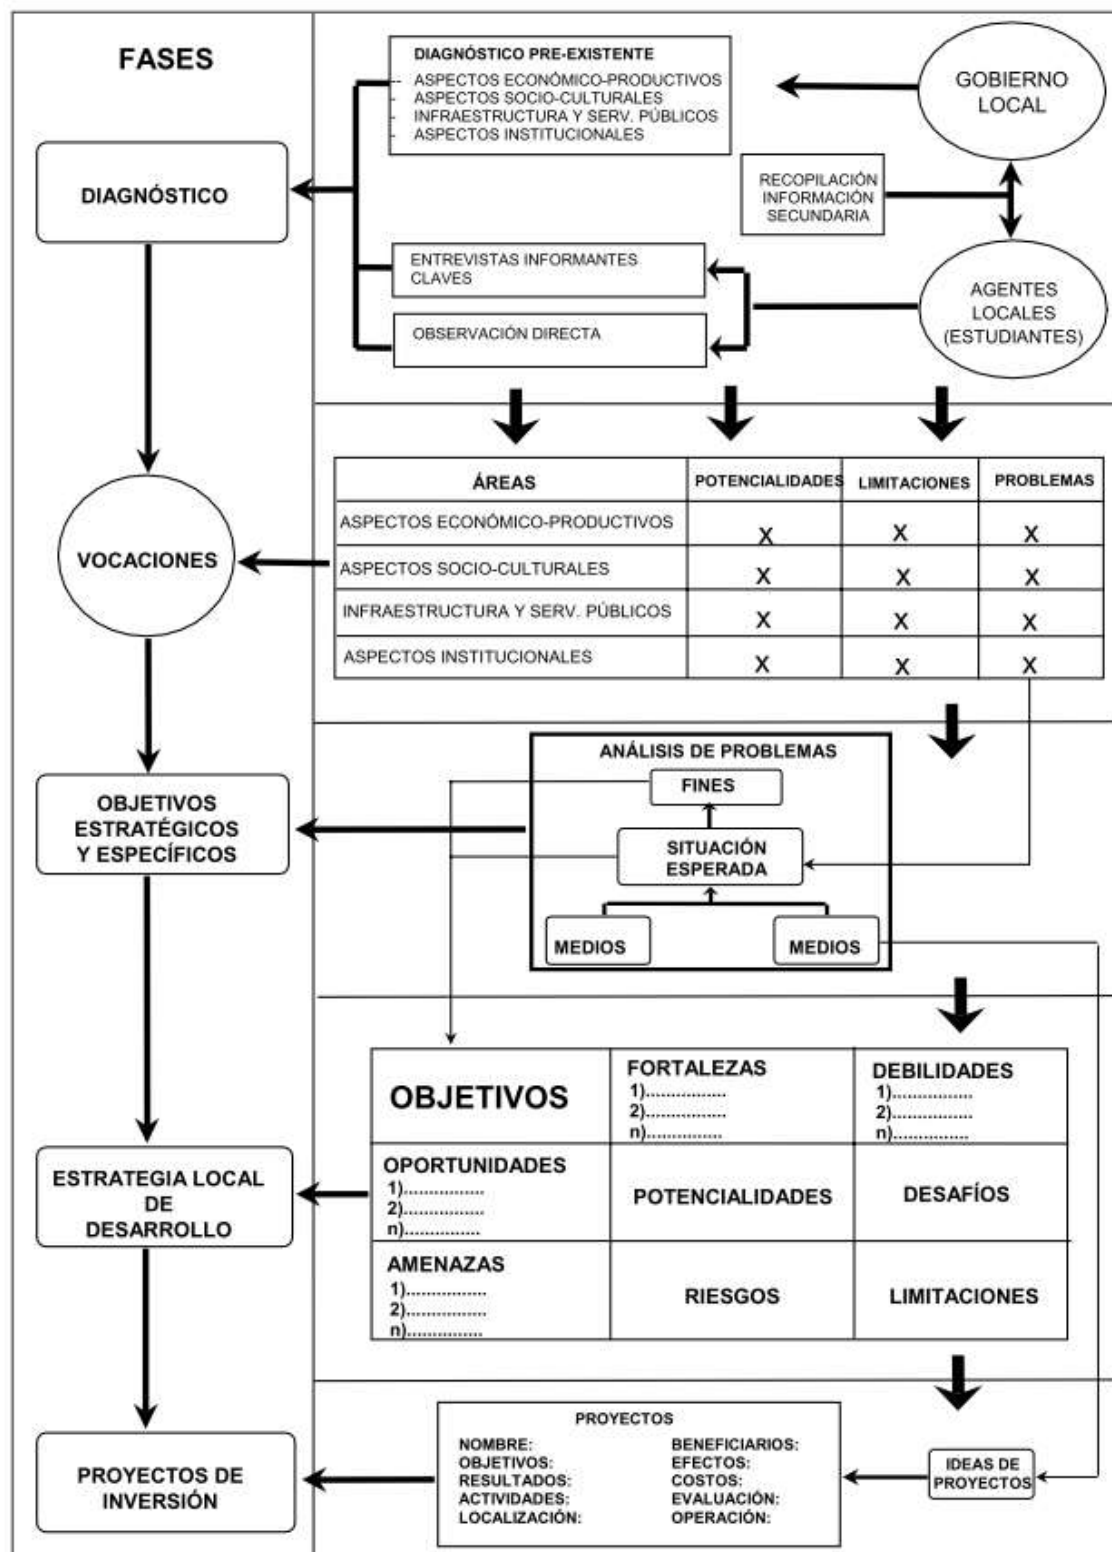 FASES
DIAGNÓSTICO PRE-EXISTENTE
- ASPECTOS ECONÓMICO-PRODUCTIVOS
- ASPECTOS SOCIO-CULTURALES
- INFRAESTRUCTURA Y SERV. PÚBLICOS
- ASPECTOS INSTITUCIONALES
GOBIERNO
LOCAL
DIAGNÓSTICO
RECOPILACIÓN
INFORMACIÓN
SECUNDARIA
ENTREVISTAS INFORMANTES
CLAVES
OBSERVACIÓN DIRECTA
AGENTES
LOCALES
(ESTUDIANTES)
VOCACIONES
ÁREAS POTENCIALIDADES LIMITACIONES PROBLEMAS
ASPECTOS ECONÓMICO-PRODUCTIVOS X X X
ASPECTOS SOCIO-CULTURALES X X X
INFRAESTRUCTURA Y SERV. PÚBLICOS X X X
ASPECTOS INSTITUCIONALES X X X
OBJETIVOS
ESTRATÉGICOS
Y ESPECÍFICOS
ANÁLISIS DE PROBLEMAS
FINES
SITUACIÓN
ESPERADA
MEDIOS
MEDIOS
OBJETIVOS
FORTALEZAS
1)................
2)................
n)...............
DEBILIDADES
1)................
2)................
n)...............
ESTRATEGIA LOCAL
DE
DESARROLLO
OPORTUNIDADES
1)................
2)................
n)...............
POTENCIALIDADES
DESAFÍOS
AMENAZAS
1)................
2)................
n)...............
RIESGOS
LIMITACIONES
PROYECTOS DE
INVERSIÓN
PROYECTOS
NOMBRE: BENEFICIARIOS:
OBJETIVOS: EFECTOS:
RESULTADOS: COSTOS:
ACTIVIDADES: EVALUACIÓN:
LOCALIZACIÓN: OPERACIÓN:
IDEAS DE
PROYECTOS